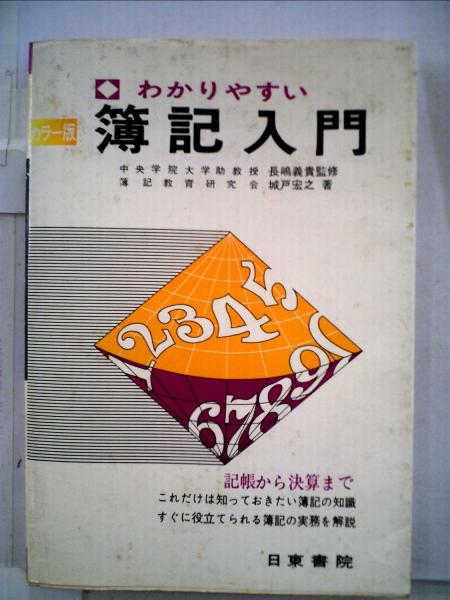 わかりやすい
カラー版
簿記入門
中央学院大学助教授 長嶋義貴監修
簿記教育研究会 城戸宏之 著
12345
67890
記帳から決算まで
これだけは知っておきたい簿記の知識
すぐに役立てられる簿記の実務を解説
日東書院